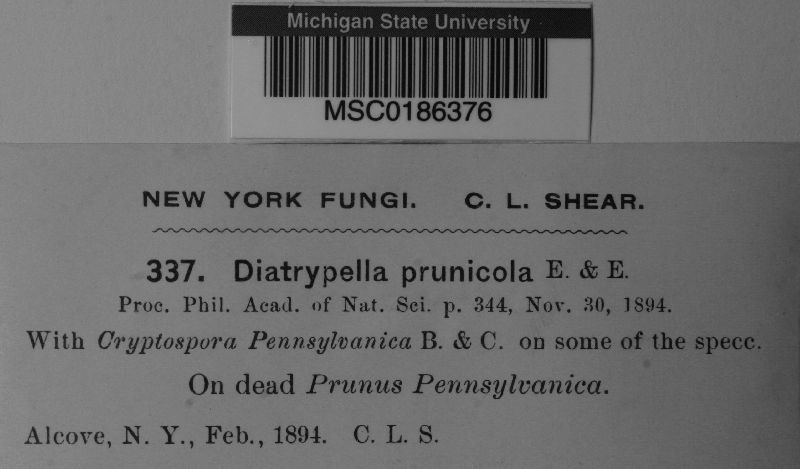 Michigan State University
MSC0186376
NEW YORK FUNGI. C. L. SHEAR.
337. Diatrypella prunicola E. & E.
Proc. Phil. Acad. of Nat. Sci. p. 344, Nov. 30, 1894.
With Cryptospora Pennsylvanica B. & C. on some of the specc.
On dead Prunus Pennsylvanica.
Alcove, N. Y., Feb., 1894. C. L. S.